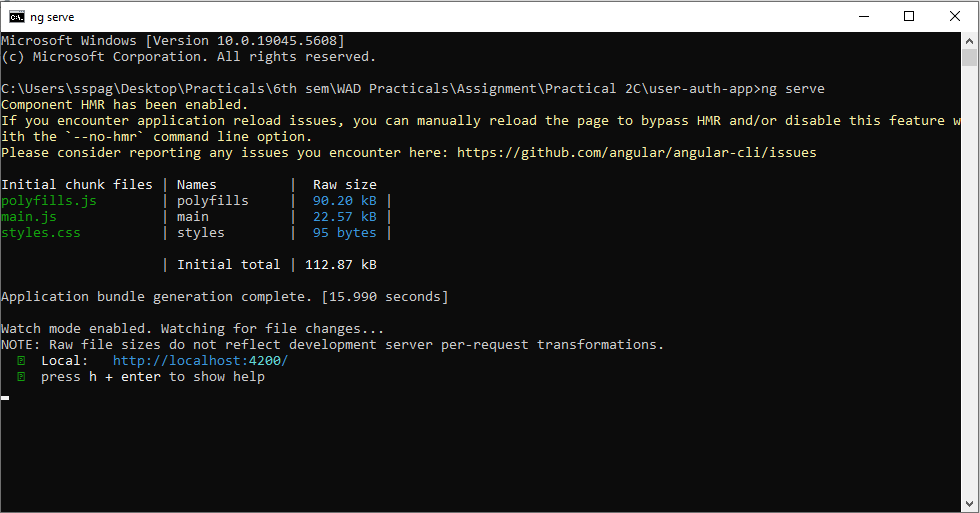 ng serve
Microsoft Windows [Version 10.0.19045.5608]
(c) Microsoft Corporation. All rights reserved.
C:\Users\sspag\Desktop\Practicals\6th sem\WAD Practicals\Assignment\Practical 2C\user-auth-app>ng serve
Component HMR has been enabled.
If you encounter application reload issues, you can manually reload the page to bypass HMR and/or disable this feature w
ith the `--no-hmr` command line option.
Please consider reporting any issues you encounter here: https://github.com/angular/angular-cli/issues
Initial chunk files | Names         |  Raw size
polyfills.js        | polyfills     |  90.20 kB |
main.js             | main          |  22.57 kB |
styles.css          | styles        |  95 bytes |
                    | Initial total | 112.87 kB
Application bundle generation complete. [15.990 seconds]
Watch mode enabled. Watching for file changes...
NOTE: Raw file sizes do not reflect development server per-request transformations.
Local:   http://localhost:4200/
press h + enter to show help